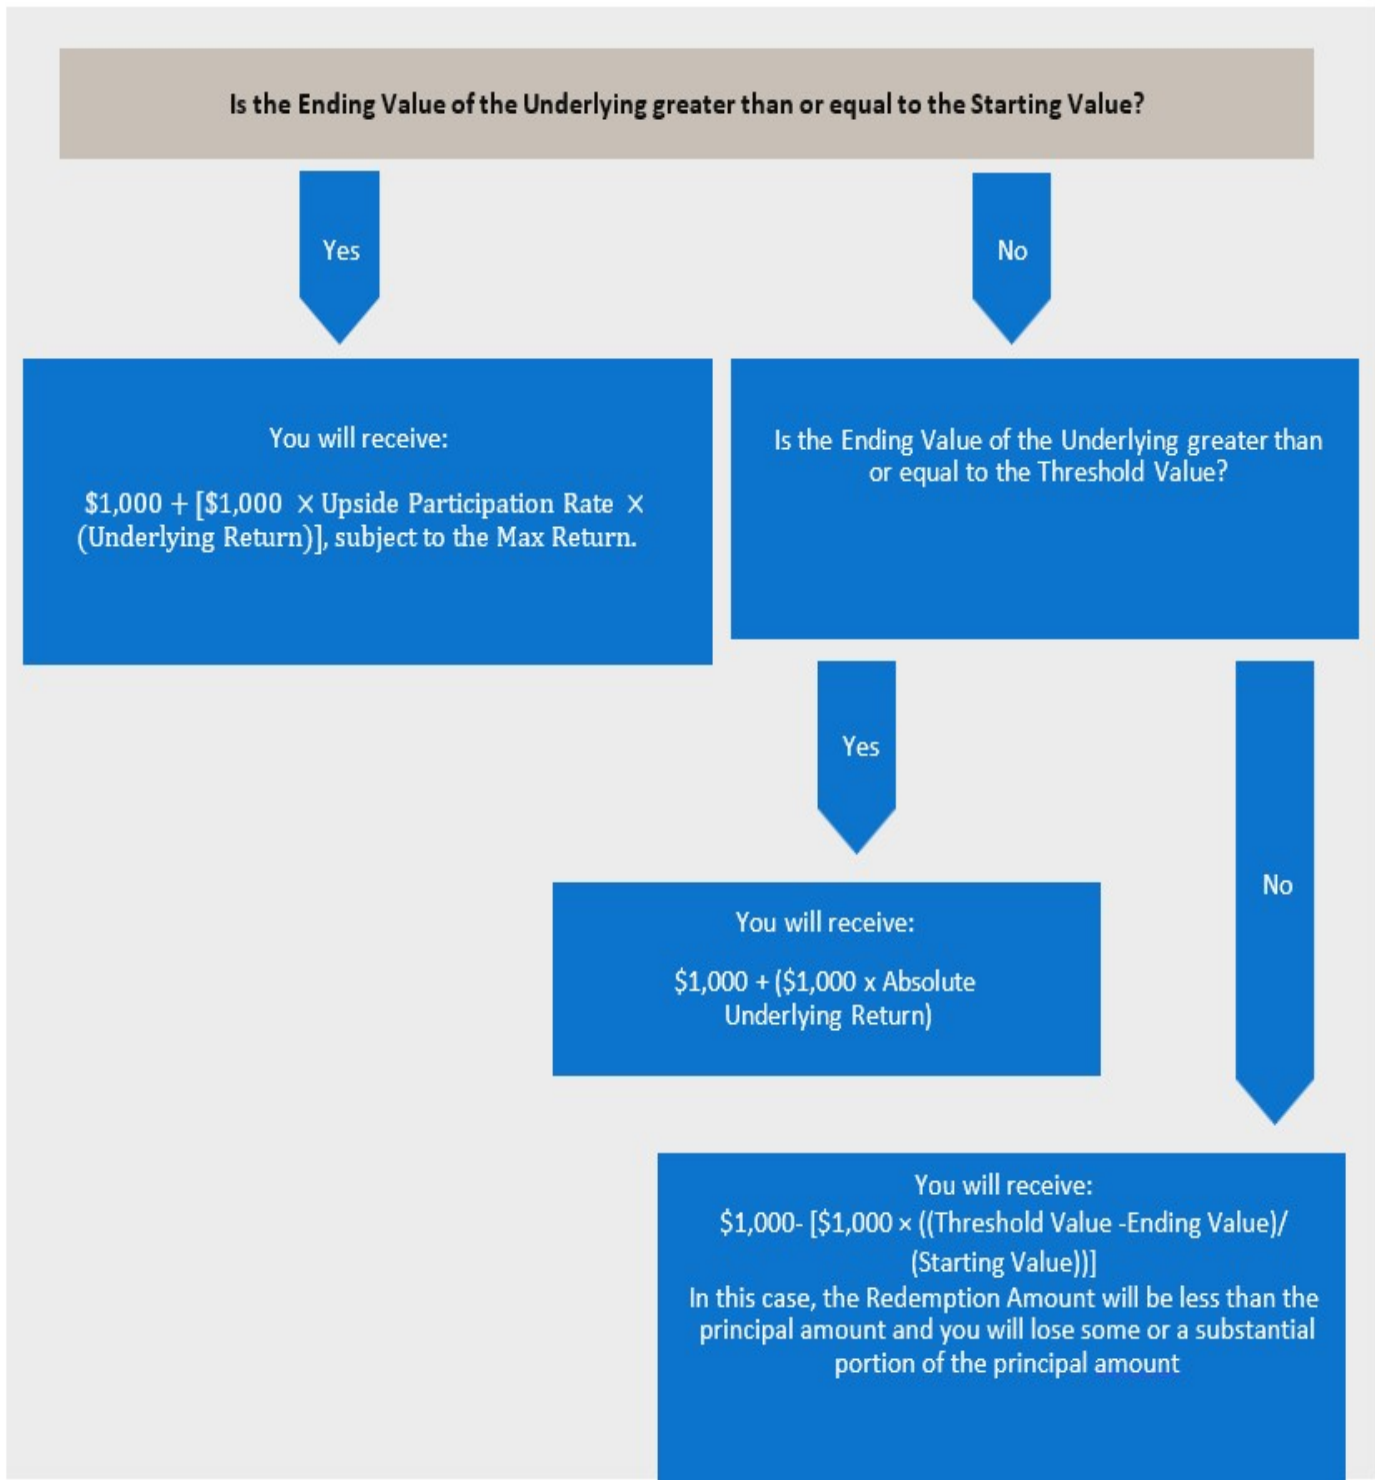 Is the Ending Value of the Underlying greater than or equal to the Starting Value?
Yes
No
You will receive:
$1,000 + [$1,000 × Upside Participation Rate ×
(Underlying Return)], subject to the Max Return.
Is the Ending Value of the Underlying greater than
or equal to the Threshold Value?
Yes
No
You will receive:
$1,000 + ($1,000 x Absolute
Underlying Return)
You will receive:
$1,000- [$1,000 × ((Threshold Value -Ending Value)/
(Starting Value))]
In this case, the Redemption Amount will be less than the
principal amount and you will lose some or a substantial
portion of the principal amount